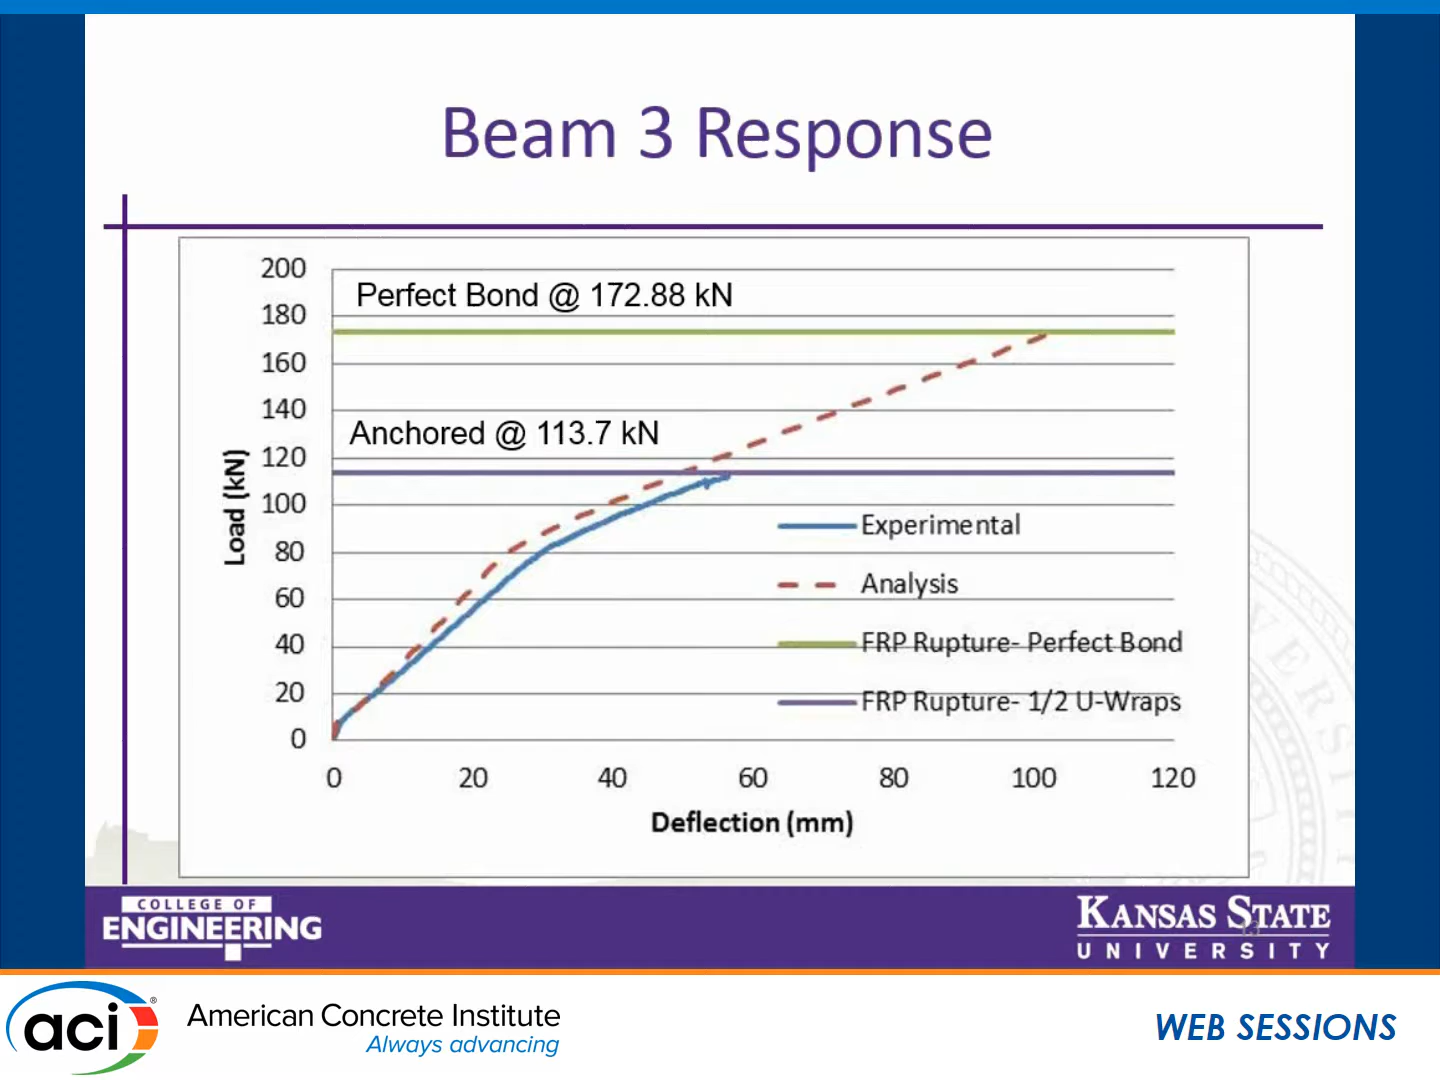 Beam 3 Response
200
180
160
140
120
100
80
60
40
20
0
Load (kN)
Perfect Bond @ 172.88 kN
Anchored @ 113.7 kN
Experimental
Analysis
FRP Rupture- Perfect Bond
FRP Rupture- 1/2 U-Wraps
0 20 40 60 80 100 120
Deflection (mm)
COLLEGE OF
ENGINEERING
KANSAS STATE
UNIVERSITY
aci®
American Concrete Institute
Always advancing
WEB SESSIONS